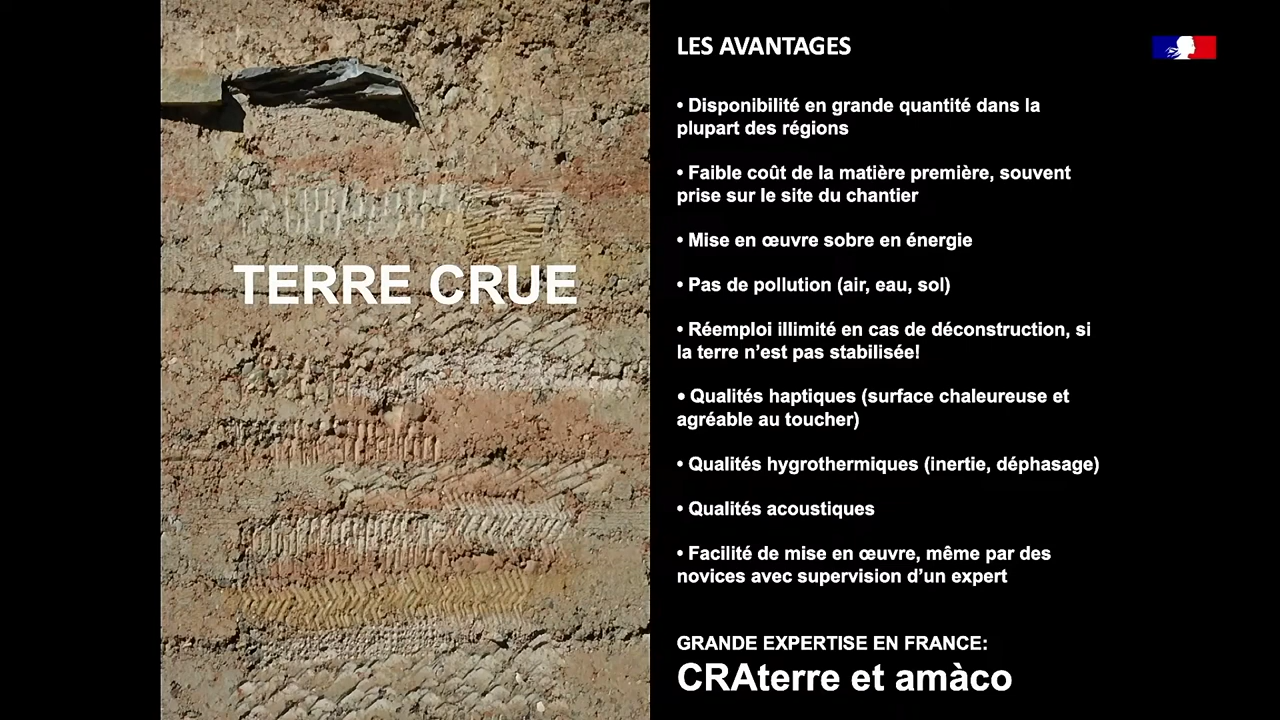 TERRE CRUE
LES AVANTAGES
• Disponibilité en grande quantité dans la
plupart des régions
• Faible coût de la matière première, souvent
prise sur le site du chantier
• Mise en œuvre sobre en énergie
• Pas de pollution (air, eau, sol)
• Réemploi illimité en cas de déconstruction, si
la terre n’est pas stabilisée!
• Qualités haptiques (surface chaleureuse et
agréable au toucher)
• Qualités hygrothermiques (inertie, déphasage)
• Qualités acoustiques
• Facilité de mise en œuvre, même par des
novices avec supervision d’un expert
GRANDE EXPERTISE EN FRANCE:
CRAterre et amàco